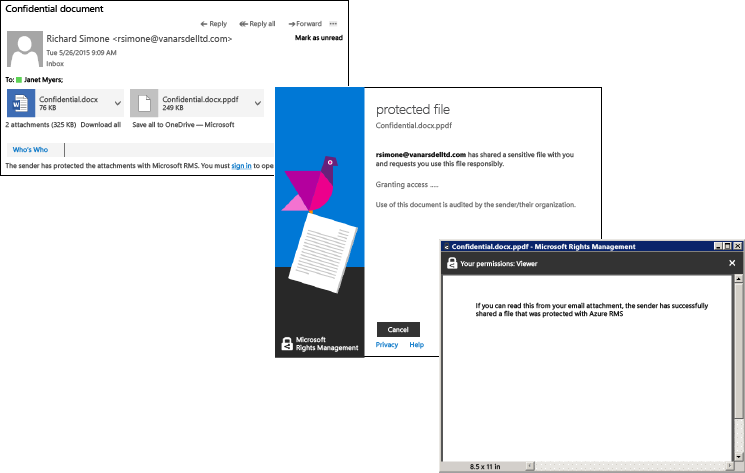 Confidential document
Reply Reply all Forward ···
Richard Simone <rsimone@vanarsdelltd.com>
Mark as unread
Tue 5/26/2015 9:09 AM
Inbox
To: Janet Myers;
Confidential.docx
76 KB
Confidential.docx.ppdf
249 KB
2 attachments (325 KB) Download all Save all to OneDrive — Microsoft
Who's Who
The sender has protected the attachments with Microsoft RMS. You must sign in to ope
protected file
Confidential.docx.ppdf
rsimone@vanarsdelltd.com has shared a sensitive file with you
and requests you use this file responsibly.
Granting access .....
Use of this document is audited by the sender/their organization.
Cancel
Privacy Help
Microsoft
Rights Management
Confidential.docx.ppdf - Microsoft Rights Management
Your permissions: Viewer
If you can read this from your email attachment, the sender has successfully
shared a file that was protected with Azure RMS
8.5 x 11 in